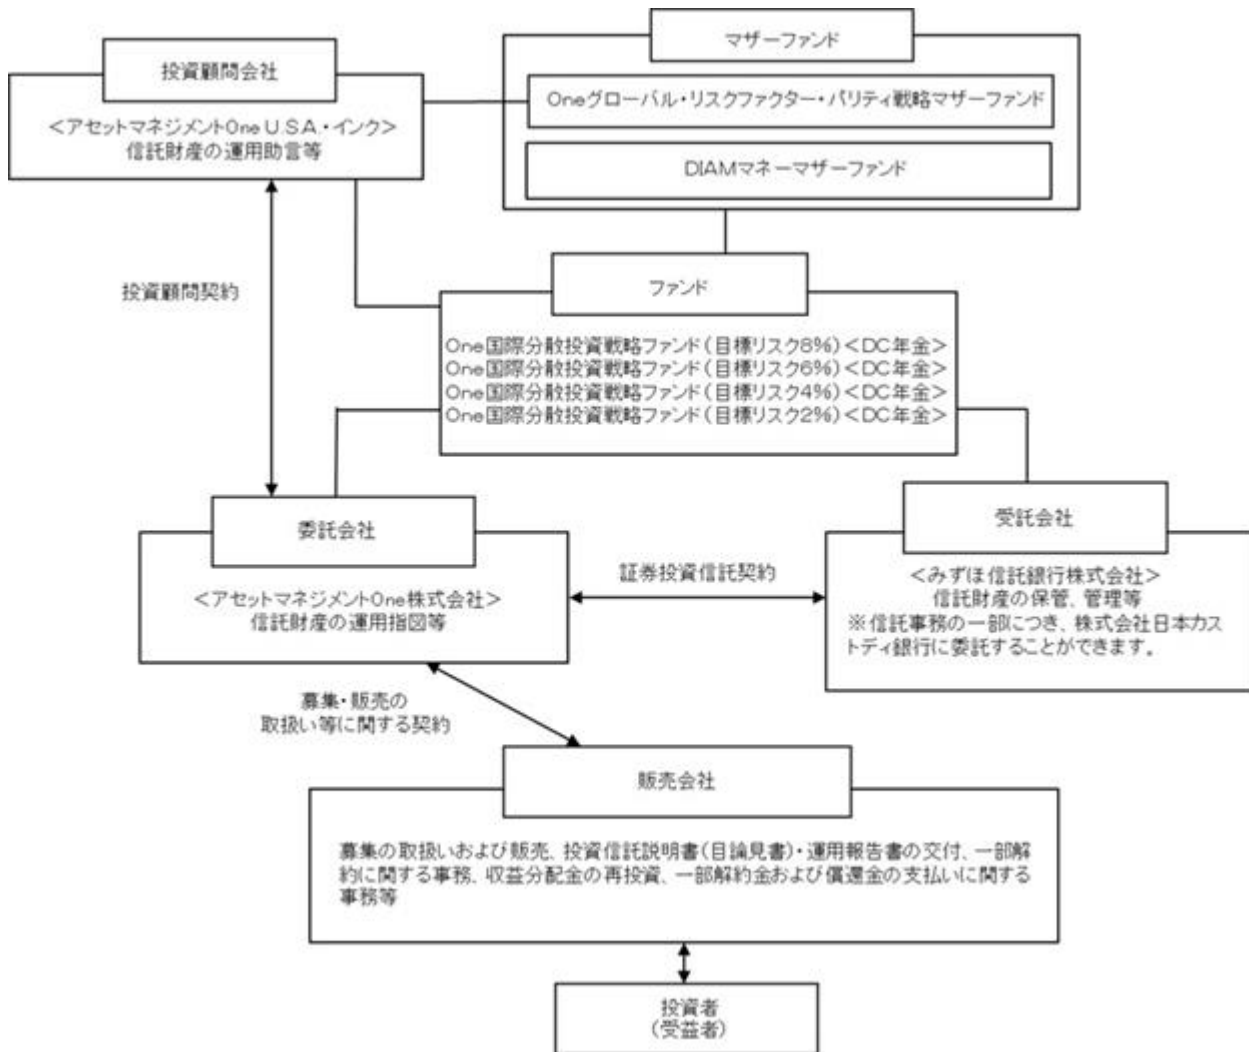 マザーファンド
投資顧問会社
Oneグローバル・リスクファクター・パリティ戦略マザーファンド
<アセットマネジメントOne U.S.A.・インク>
信託財産の運用助言等
DIAMマネーマザーファンド
投資顧問契約
ファンド
One国際分散投資戦略ファンド(目標リスク8%)<DC年金>
One国際分散投資戦略ファンド(目標リスク6%)<DC年金>
One国際分散投資戦略ファンド(目標リスク4%)<DC年金>
One国際分散投資戦略ファンド(目標リスク2%)<DC年金>
委託会社
<アセットマネジメントOne株式会社>
信託財産の運用指図等
証券投資信託契約
受託会社
<みずほ信託銀行株式会社>
信託財産の保管、管理等
※信託事務の一部につき、株式会社日本カス
トディ銀行に委託することができます。
募集・販売の
取扱い等に関する契約
販売会社
募集の取扱いおよび販売、投資信託説明書(目論見書)・運用報告書の交付、一部解
約に関する事務、収益分配金の再投資、一部解約金および償還金の支払いに関する
事務等
投資者
(受益者)